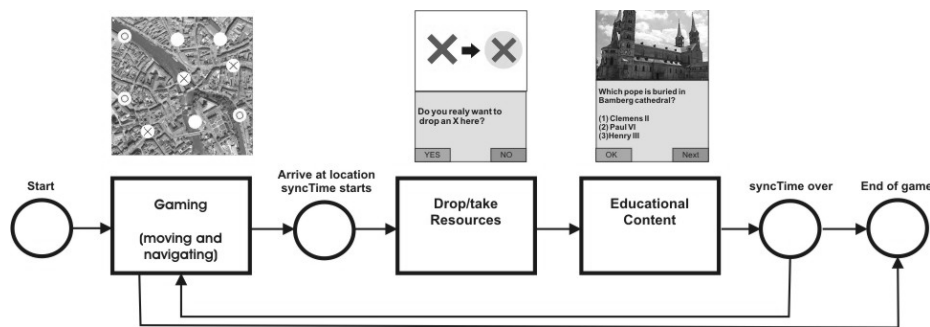 Do you realy want to
drop an X here?
YES
NO
Which pope is buried in
Bamberg cathedral?
(1) Clemens II
(2) Paul VI
(3)Henry III
OK
Next
Start
Gaming
(moving and
navigating)
Arrive at location
syncTime starts
Drop/take
Resources
Educational
Content
syncTime over
End of game